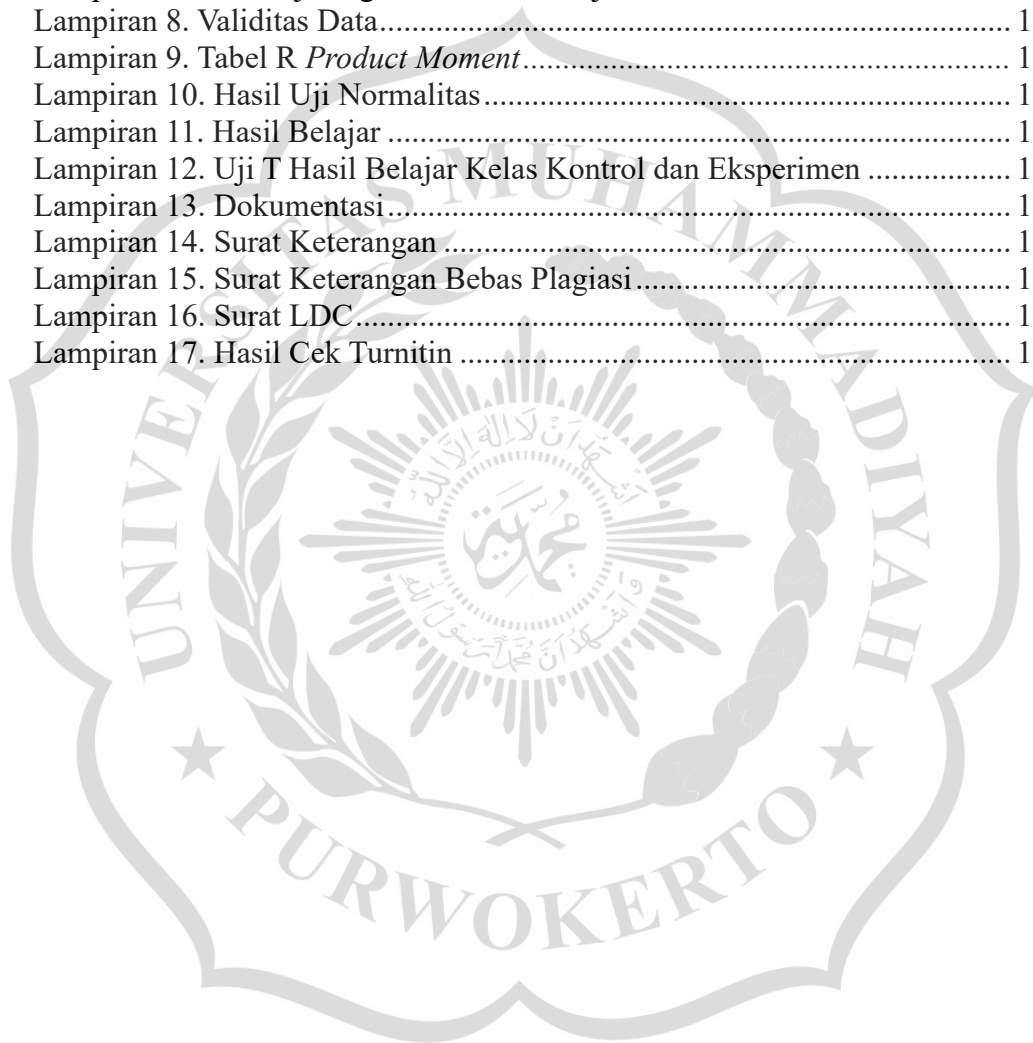 Lampiran 8. Validitas Data............................................................................... 1
Lampiran 9. Tabel R Product Moment.............................................................. 1
Lampiran 10. Hasil Uji Normalitas................................................................... 1
Lampiran 11. Hasil Belajar ............................................................................... 1
Lampiran 12. Uji T Hasil Belajar Kelas Kontrol dan Eksperimen .................. 1
Lampiran 13. Dokumentasi............................................................................... 1
Lampiran 14. Surat Keterangan ........................................................................ 1
Lampiran 15. Surat Keterangan Bebas Plagiasi................................................ 1
Lampiran 16. Surat LDC................................................................................... 1
Lampiran 17. Hasil Cek Turnitin ...................................................................... 1
UNIVERSITAS MUHAMMADIYAH
PURWOKERTO